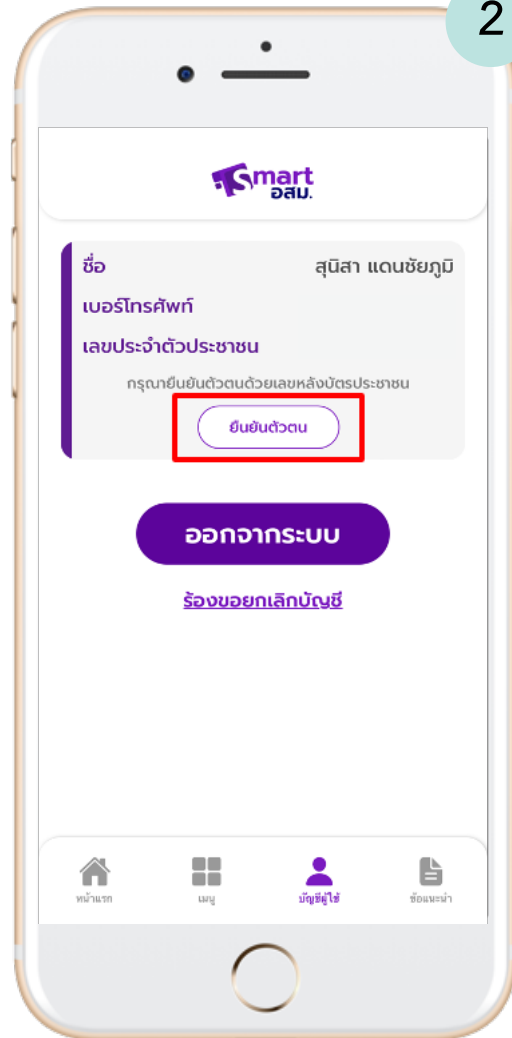 2
Smart
อสม.
ชื่อ สุนิสา แดนชัยภูมิ
เบอร์โทรศัพท์
เลขประจำตัวประชาชน
กรุณายืนยันตัวตนด้วยเลขหลังบัตรประชาชน
ยืนยันตัวตน
ออกจากระบบ
ร้องขอยกเลิกบัญชี
หน้าแรก เมนู บัญชีผู้ใช้ ข้อแนะนำ